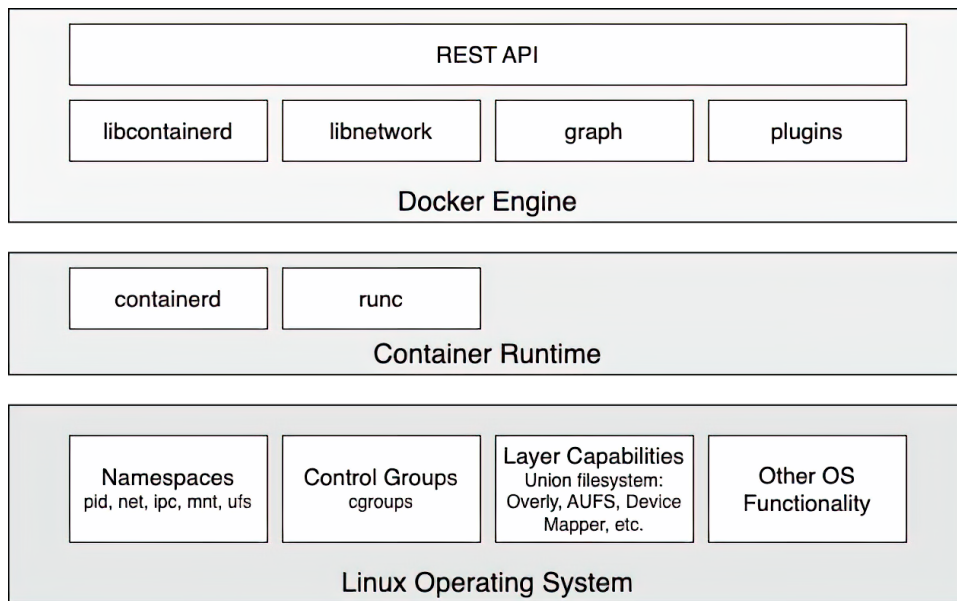 REST API
libcontainerd
libnetwork
graph
plugins
Docker Engine
containerd
runc
Container Runtime
Namespaces
pid, net, ipc, mnt, ufs
Control Groups
cgroups
Layer Capabilities
Union filesystem:
Overly, AUFS, Device
Mapper, etc.
Other OS
Functionality
Linux Operating System